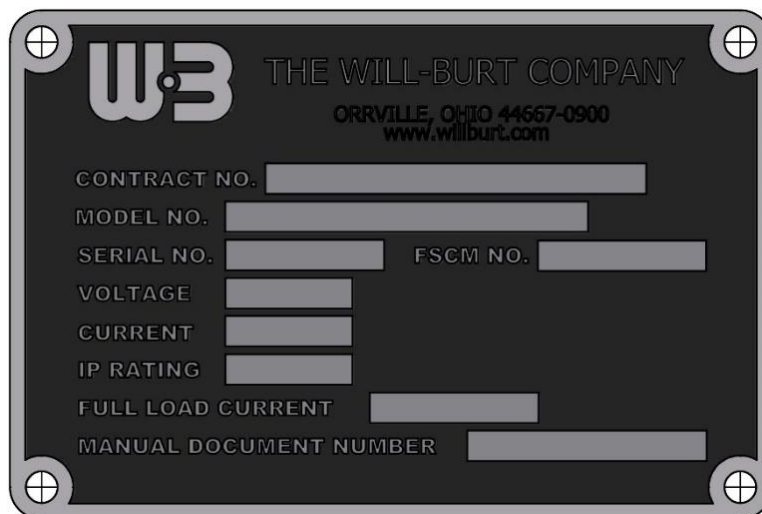 WB THE WILL-BURT COMPANY
ORRVILLE, OHIO 44667-0900
www.willburt.com
CONTRACT NO.
MODEL NO.
SERIAL NO. FSCM NO.
VOLTAGE
CURRENT
IP RATING
FULL LOAD CURRENT
MANUAL DOCUMENT NUMBER